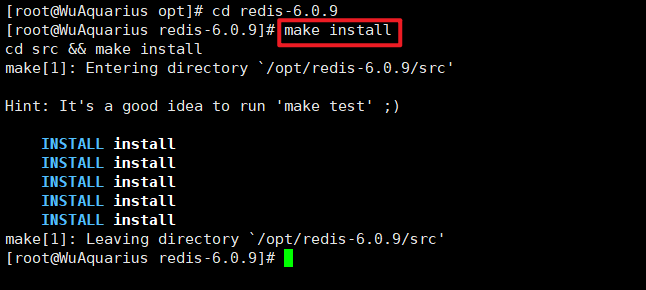 [root@WuAquarius opt]# cd redis-6.0.9
[root@WuAquarius redis-6.0.9]# make install
cd src && make install
make[1]: Entering directory `/opt/redis-6.0.9/src'
Hint: It's a good idea to run 'make test' ;)
INSTALL install
INSTALL install
INSTALL install
INSTALL install
INSTALL install
make[1]: Leaving directory `/opt/redis-6.0.9/src'
[root@WuAquarius redis-6.0.9]#